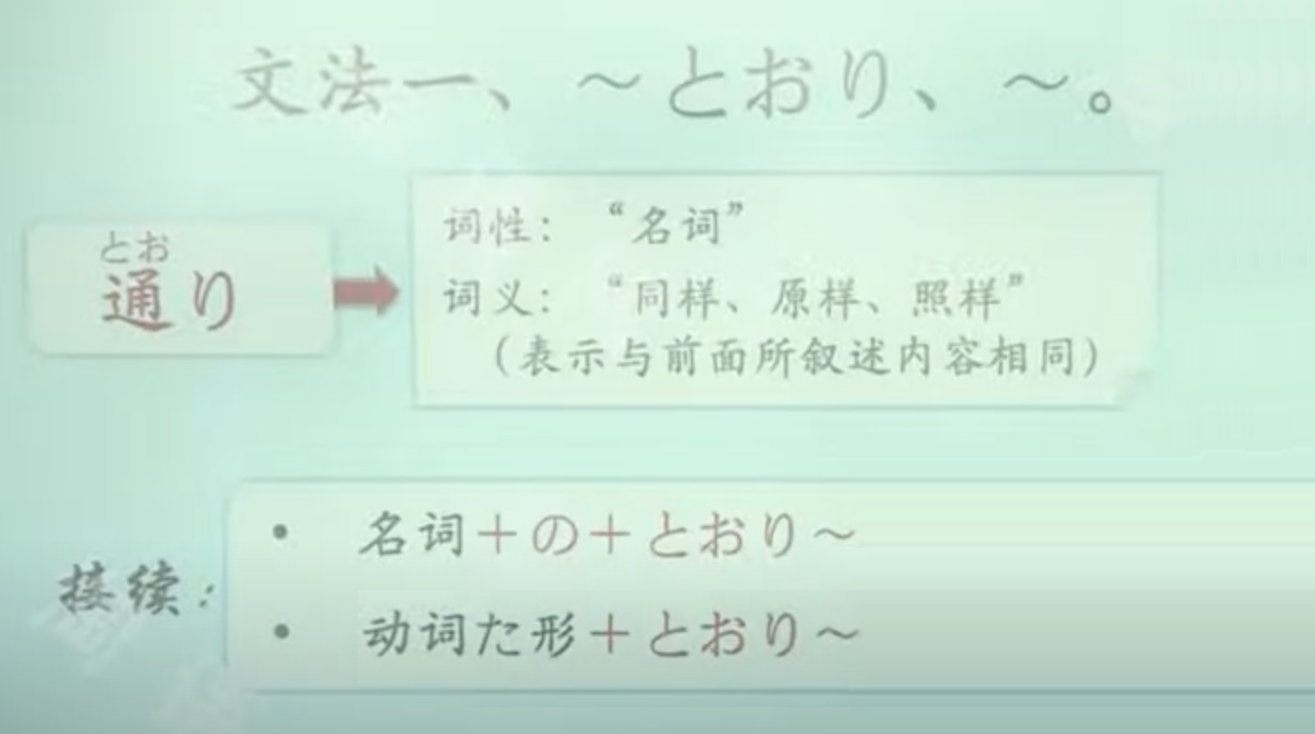 文法一、～とおり、～。
とお
通り
词性：“名词”
词义：“同样、原样、照样”
（表示与前面所叙述内容相同）
接续：
• 名词＋の＋とおり～
• 动词た形＋とおり～